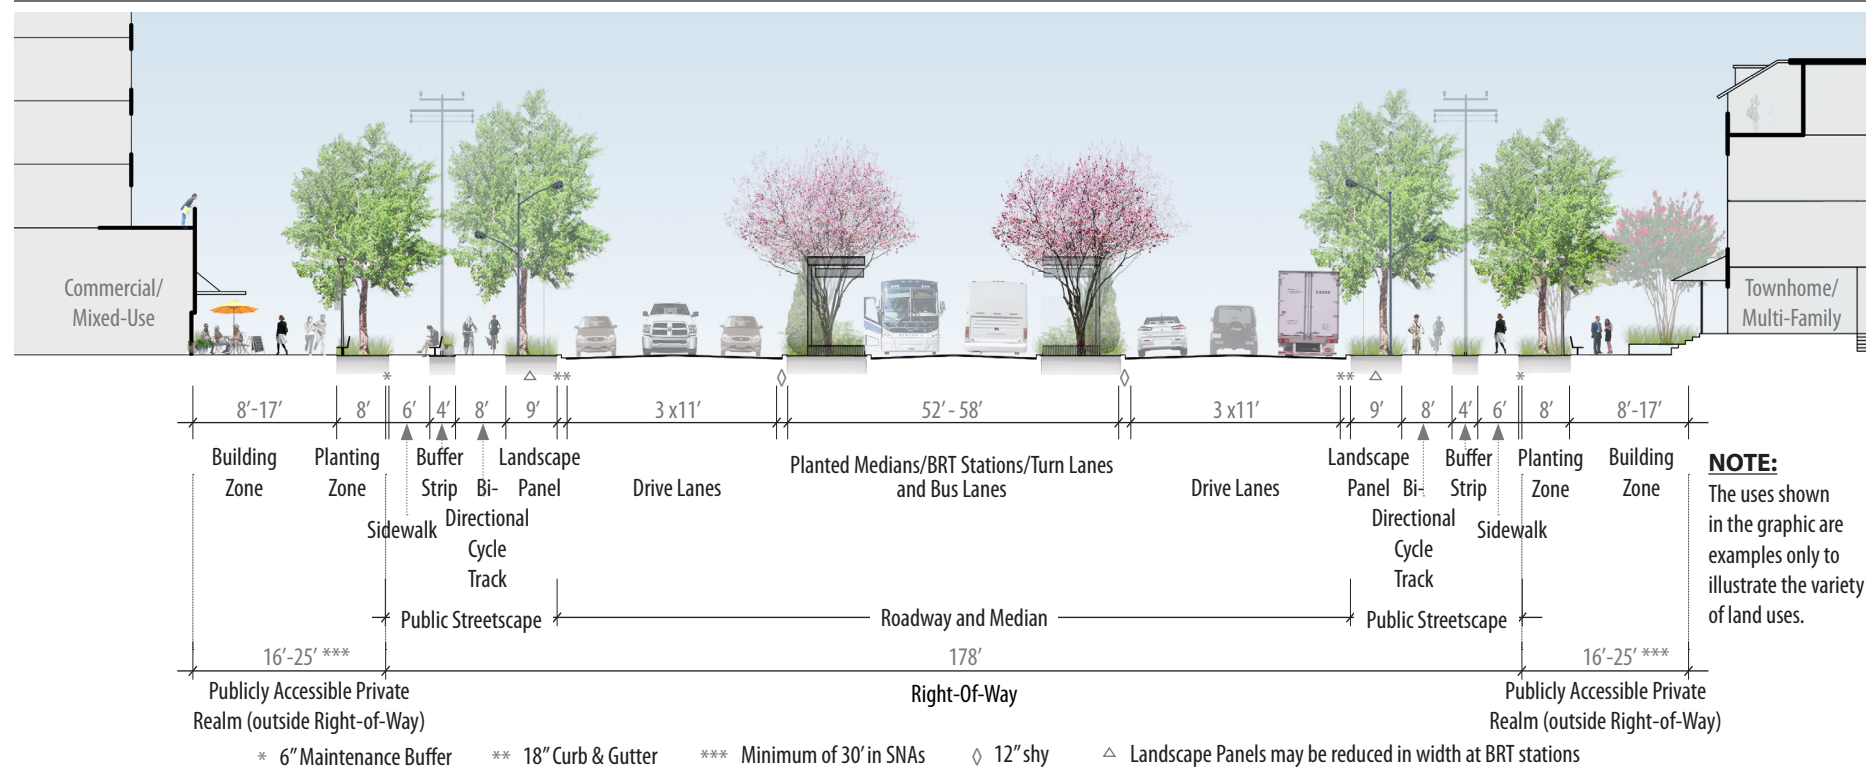 Commercial/
Mixed-Use
Townhome/
Multi-Family
* ** ◊ ◊ ** *
△ △
8'-17' 8' 6' 4' 8' 9' 3 x11' 52' - 58' 3 x11' 9' 8' 4' 6' 8' 8'-17'
Building
Zone
Planting
Zone
Sidewalk
Buffer
Strip
Bi-
Directional
Cycle
Track
Landscape
Panel
Drive Lanes
Planted Medians/BRT Stations/Turn Lanes
and Bus Lanes
Drive Lanes
Landscape
Panel
Bi-
Directional
Cycle
Track
Buffer
Strip
Sidewalk
Planting
Zone
Building
Zone
NOTE:
The uses shown
in the graphic are
examples only to
illustrate the variety
of land uses.
Public Streetscape Roadway and Median Public Streetscape
16'-25' *** 178' 16'-25' ***
Publicly Accessible Private
Realm (outside Right-of-Way)
Right-Of-Way
Publicly Accessible Private
Realm (outside Right-of-Way)
* 6" Maintenance Buffer ** 18" Curb & Gutter *** Minimum of 30' in SNAs ◊ 12" shy △ Landscape Panels may be reduced in width at BRT stations